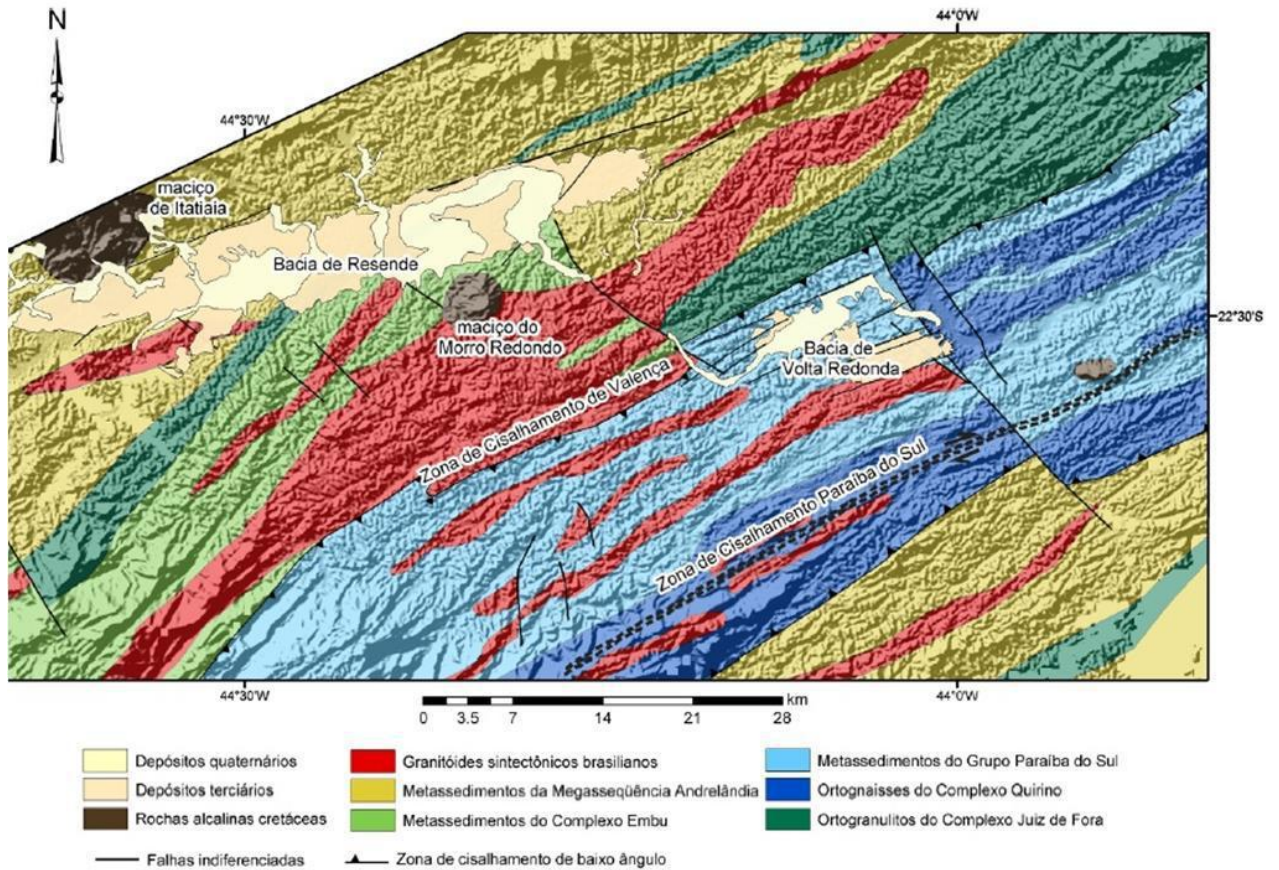 N
44°0'W
44°30'W
maciço
de Itatiaia
Bacia de Resende
22°30'S
maciço do
Morro Redondo
Bacia de
Volta Redonda
Zona de Cisalhamento de Valença
Zona de Cisalhamento Paraíba do Sul
44°30'W
44°0'W
km
0 3.5 7 14 21 28
Depósitos quaternários
Granitóides sintectônicos brasilianos
Metassedimentos do Grupo Paraíba do Sul
Depósitos terciários
Metassedimentos da Megasseqüência Andrelândia
Ortognaisses do Complexo Quirino
Rochas alcalinas cretáceas
Metassedimentos do Complexo Embu
Ortogranulitos do Complexo Juiz de Fora
Falhas indiferenciadas
Zona de cisalhamento de baixo ângulo